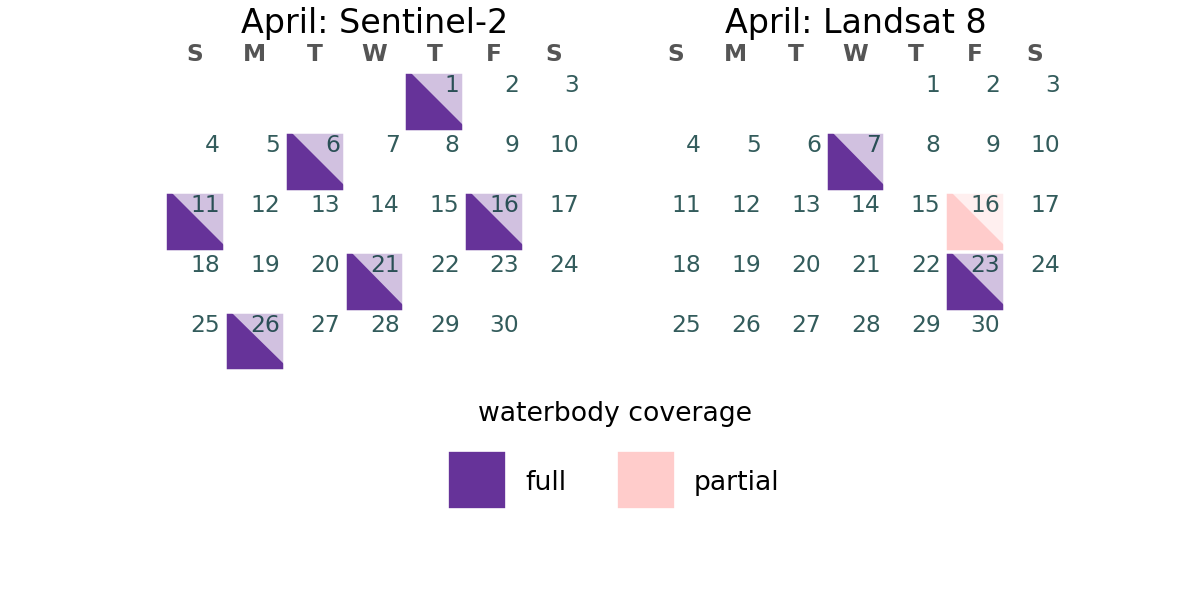 April: Sentinel-2
S M T W T F S
1 2 3
4 5 6 7 8 9 10
11 12 13 14 15 16 17
18 19 20 21 22 23 24
25 26 27 28 29 30
April: Landsat 8
S M T W T F S
1 2 3
4 5 6 7 8 9 10
11 12 13 14 15 16 17
18 19 20 21 22 23 24
25 26 27 28 29 30
waterbody coverage
full partial